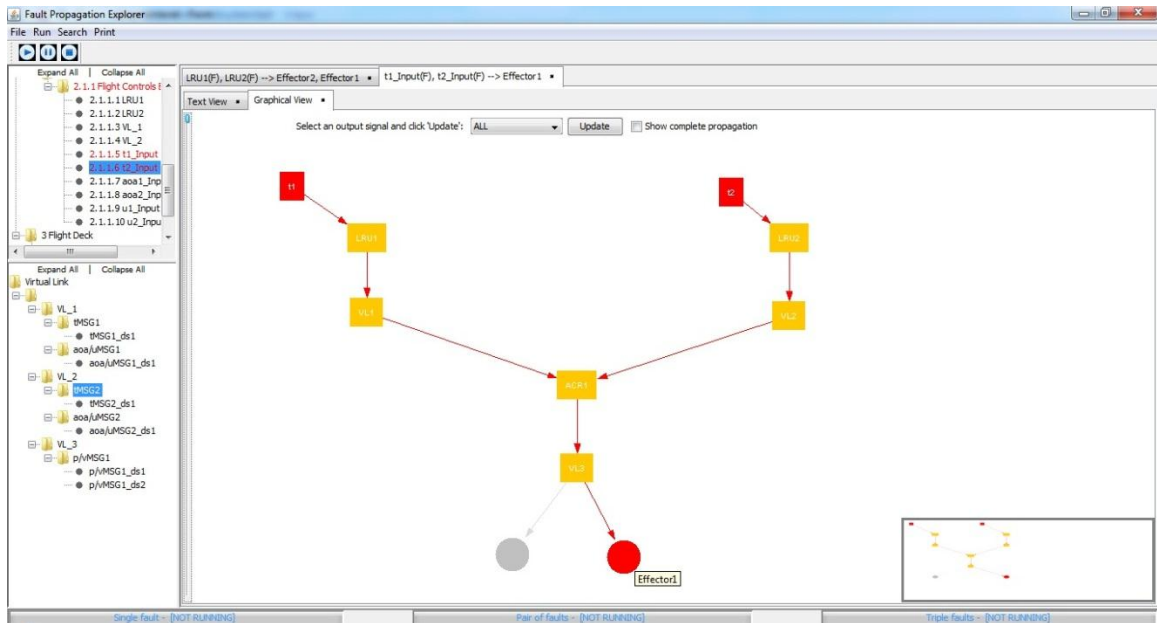 Fault Propagation Explorer
File Run Search Print
Expand All | Collapse All
2.1.1 Flight Controls E
2.1.1.1 LRU1
2.1.1.2 LRU2
2.1.1.3 VL_1
2.1.1.4 VL_2
2.1.1.5 t1_Input
2.1.1.6 t2_Input
2.1.1.7 aoa1_Inp
2.1.1.8 aoa2_Inp
2.1.1.9 u1_Input
2.1.1.10 u2_Inpu
3 Flight Deck
Expand All | Collapse All
Virtual Link
VL_1
tMSG1
tMSG1_ds1
aoa/uMSG1
aoa/uMSG1_ds1
VL_2
tMSG2
tMSG2_ds1
aoa/uMSG2
aoa/uMSG2_ds1
VL_3
p/vMSG1
p/vMSG1_ds1
p/vMSG1_ds2
LRU1(F), LRU2(F) --> Effector2, Effector1
t1_Input(F), t2_Input(F) --> Effector1
Text View
Graphical View
Select an output signal and click 'Update': ALL Update Show complete propagation
t1
t2
LRU1
LRU2
VL1
VL2
ACR1
VL3
Effector1
Single fault - [NOT RUNNING]
Pair of faults - [NOT RUNNING]
Triple faults - [NOT RUNNING]